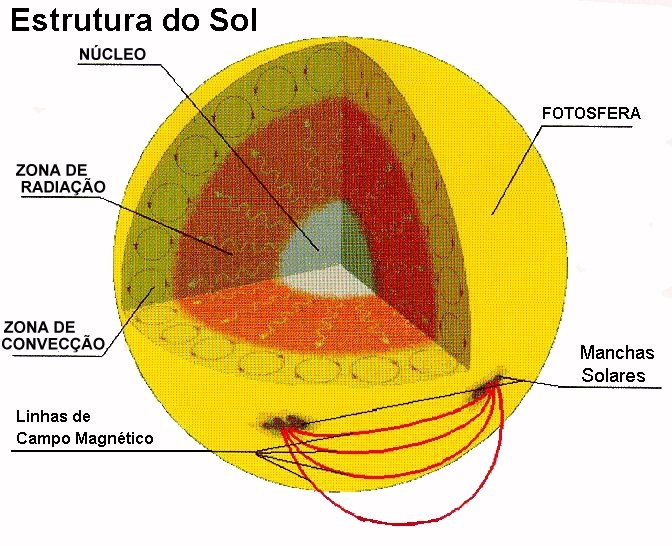 Estrutura do Sol
NÚCLEO
FOTOSFERA
ZONA DE
RADIAÇÃO
ZONA DE
CONVECÇÃO
Manchas
Solares
Linhas de
Campo Magnético